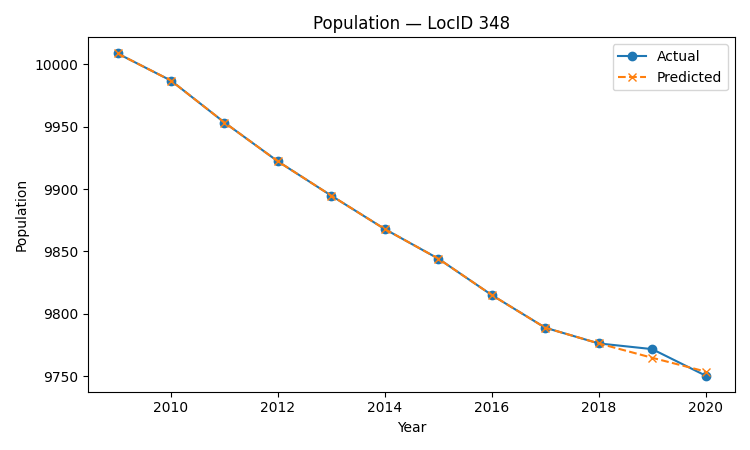 Population — LocID 348
Actual
Predicted
10000
9950
9900
9850
9800
9750
Population
2010
2012
2014
2016
2018
2020
Year